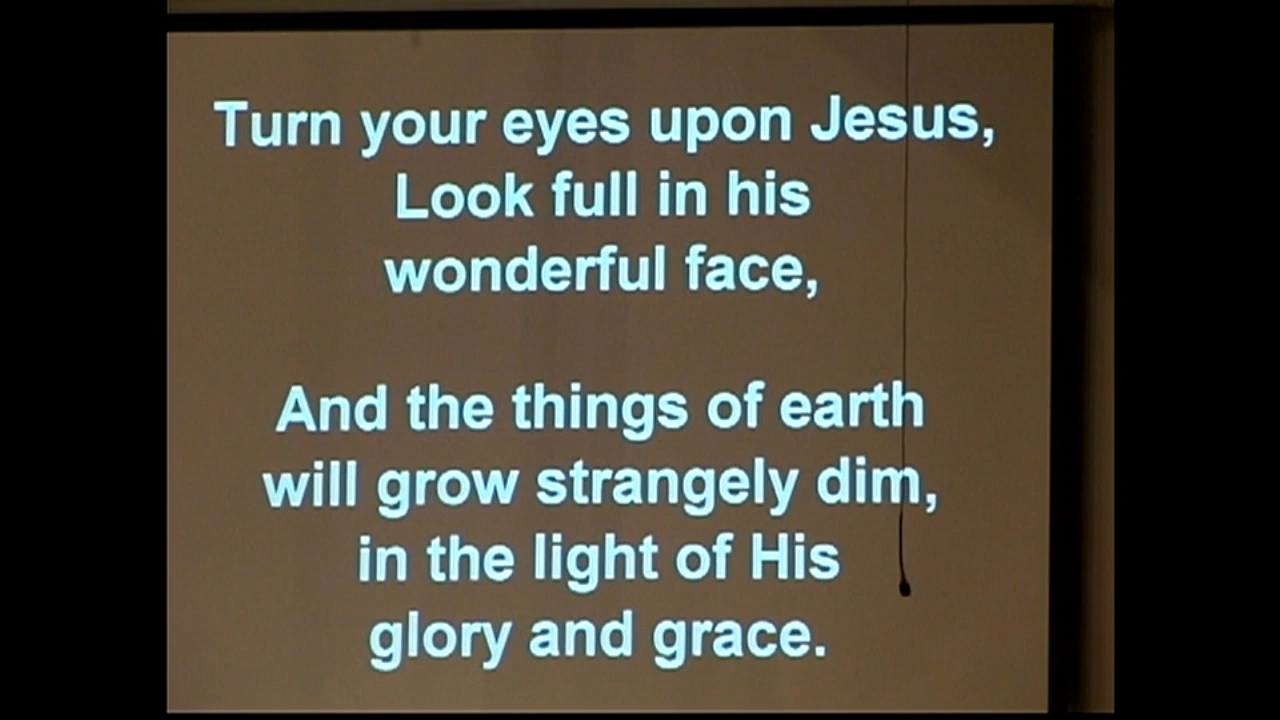 Turn your eyes upon Jesus,
Look full in his
wonderful face,
And the things of earth
will grow strangely dim,
in the light of His
glory and grace.